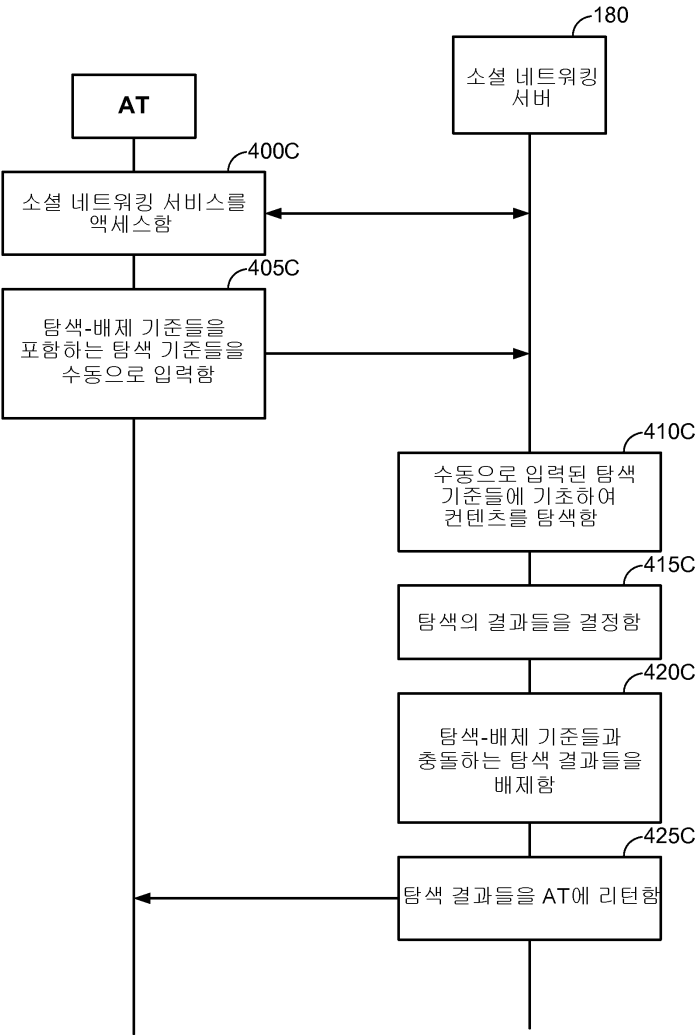 180
소셜 네트워킹
서버
AT
400C
소셜 네트워킹 서비스를
액세스함
405C
탐색-배제 기준들을
포함하는 탐색 기준들을
수동으로 입력함
410C
수동으로 입력된 탐색
기준들에 기초하여
컨텐츠를 탐색함
415C
탐색의 결과들을 결정함
420C
탐색-배제 기준들과
충돌하는 탐색 결과들을
배제함
425C
탐색 결과들을 AT에 리턴함